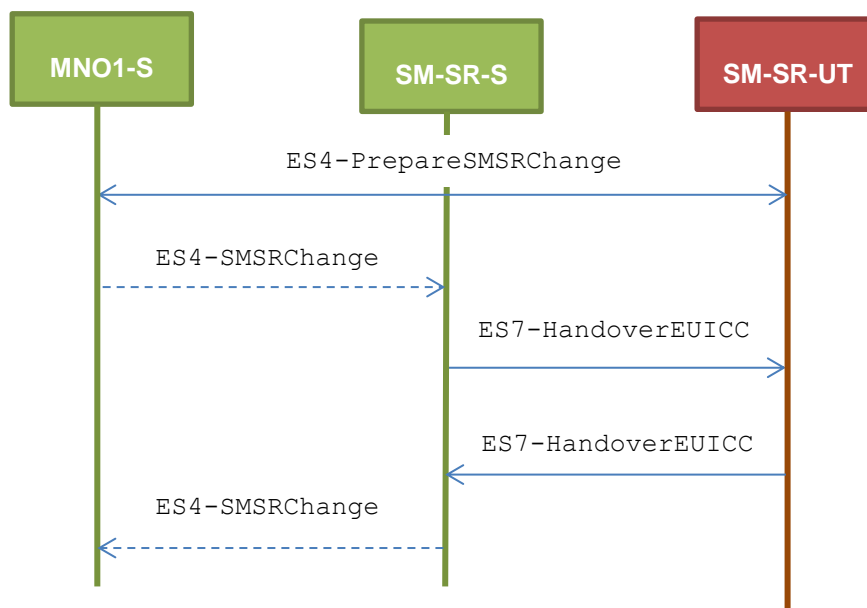 MNO1-S
SM-SR-S
SM-SR-UT
ES4-PrepareSMSRChange
ES4-SMSRChange
ES7-HandoverEUICC
ES7-HandoverEUICC
ES4-SMSRChange